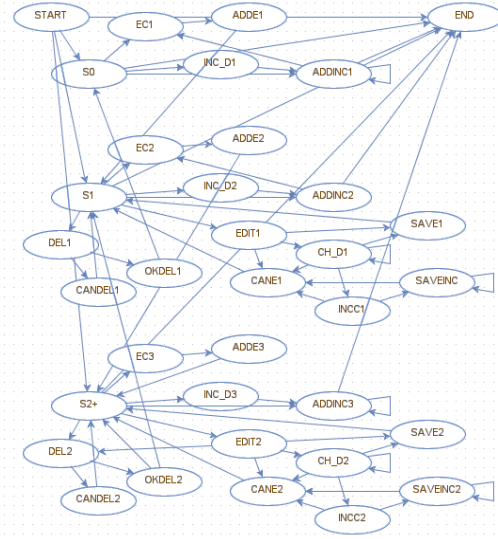 START
EC1
ADDE1
END
S0
INC_D1
ADDINC1
EC2
ADDE2
S1
INC_D2
ADDINC2
DEL1
EDIT1
SAVE1
OKDEL1
CH_D1
CANDEL1
CANE1
SAVEINC
INCC1
EC3
ADDE3
S2+
INC_D3
ADDINC3
DEL2
EDIT2
SAVE2
OKDEL2
CH_D2
CANDEL2
CANE2
SAVEINC2
INCC2